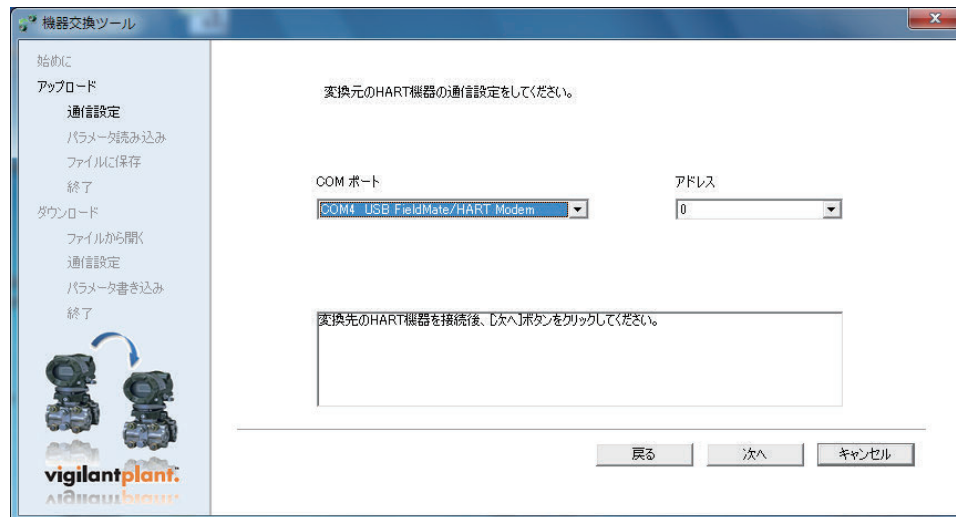 機器交換ツール
始めに
アップロード
通信設定
パラメータ読み込み
ファイルに保存
終了
ダウンロード
ファイルから開く
通信設定
パラメータ書き込み
終了
vigilantplant.
変換元のHART機器の通信設定をしてください。
COM ポート
アドレス
COM4 USB FieldMate/HART Modem
0
変換先のHART機器を接続後、[次へ]ボタンをクリックしてください。
戻る
次へ
キャンセル